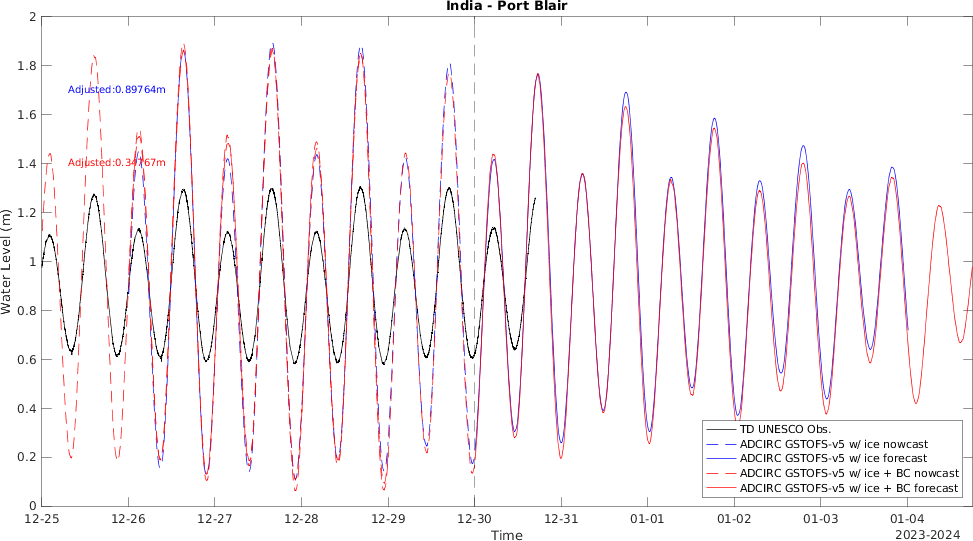 India - Port Blair
2
1.8
1.6
1.4
1.2
1
0.8
0.6
0.4
0.2
0
Water Level (m)
Adjusted:0.89764m
Adjusted:0.34767m
TD UNESCO Obs.
ADCIRC GSTOFS-v5 w/ ice nowcast
ADCIRC GSTOFS-v5 w/ ice forecast
ADCIRC GSTOFS-v5 w/ ice + BC nowcast
ADCIRC GSTOFS-v5 w/ ice + BC forecast
12-25 12-26 12-27 12-28 12-29 12-30 12-31 01-01 01-02 01-03 01-04
Time
2023-2024